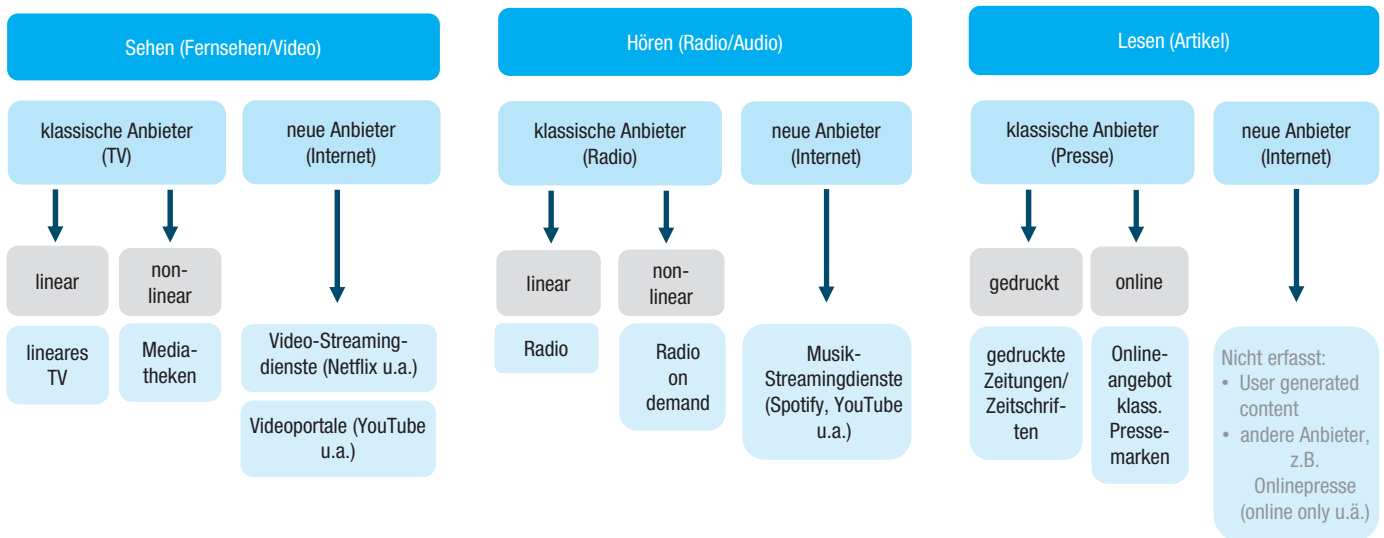 Sehen (Fernsehen/Video)
klassische Anbieter
(TV)
neue Anbieter
(Internet)
linear
non-
linear
lineares
TV
Media-
theken
Video-Streaming-
dienste (Netflix u.a.)
Videoportale (YouTube
u.a.)
Hören (Radio/Audio)
klassische Anbieter
(Radio)
neue Anbieter
(Internet)
linear
non-
linear
Radio
Radio
on
demand
Musik-
Streamingdienste
(Spotify, YouTube
u.a.)
Lesen (Artikel)
klassische Anbieter
(Presse)
neue Anbieter
(Internet)
gedruckt
online
gedruckte
Zeitungen/
Zeitschrif-
ten
Online-
angebot
klass.
Presse-
marken
Nicht erfasst:
• User generated
content
• andere Anbieter,
z.B.
Onlinepresse
(online only u.ä.)